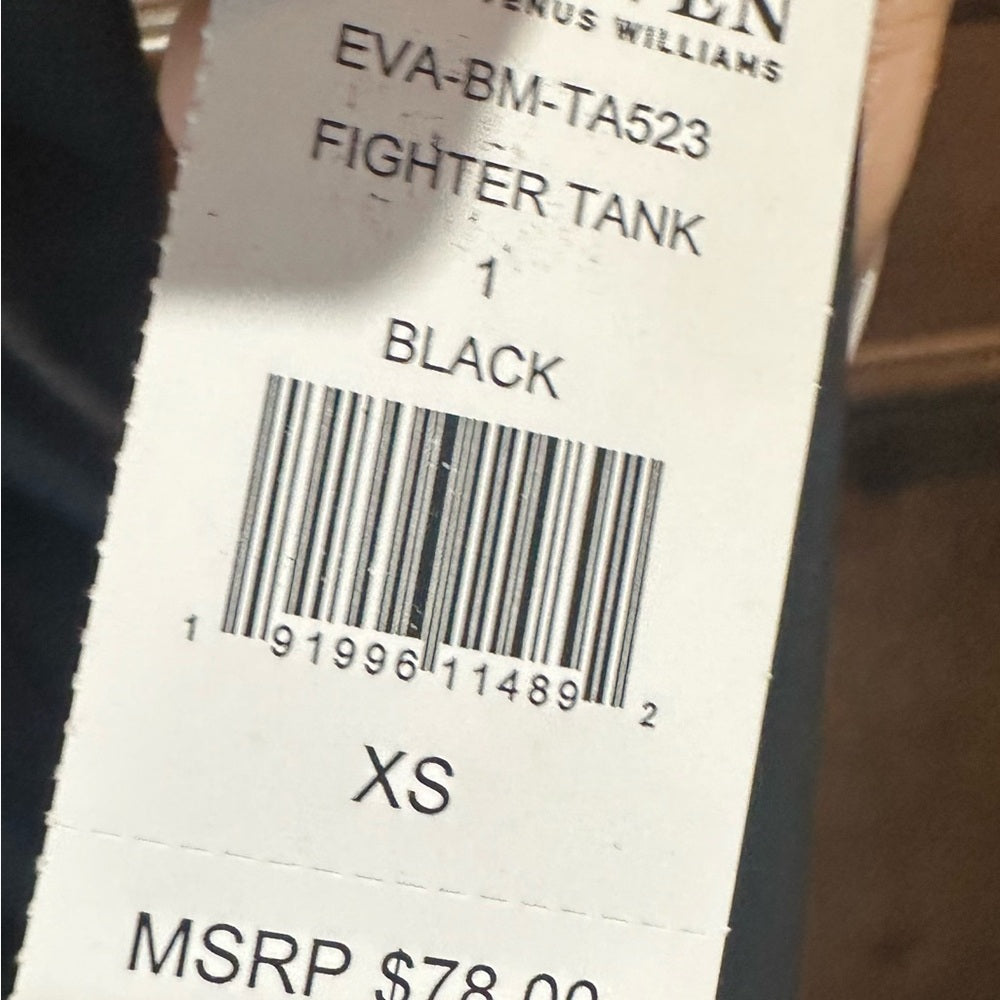 VENUS WILLIAMS
EVA-BM-TA523
FIGHTER TANK
1
BLACK
1 91996 11489 2
XS
MSRP $78.00